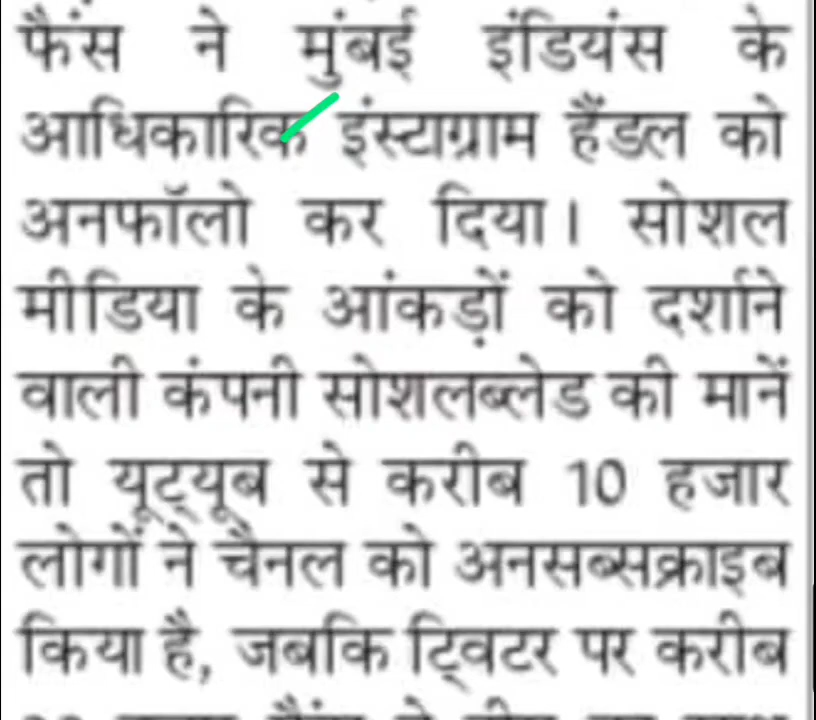 फैंस ने मुंबई इंडियंस के
आधिकारिक इंस्टाग्राम हैंडल को
अनफॉलो कर दिया। सोशल
मीडिया के आंकड़ों को दर्शाने
वाली कंपनी सोशलब्लेड की मानें
तो यूट्यूब से करीब 10 हजार
लोगों ने चैनल को अनसब्सक्राइब
किया है, जबकि ट्विटर पर करीब